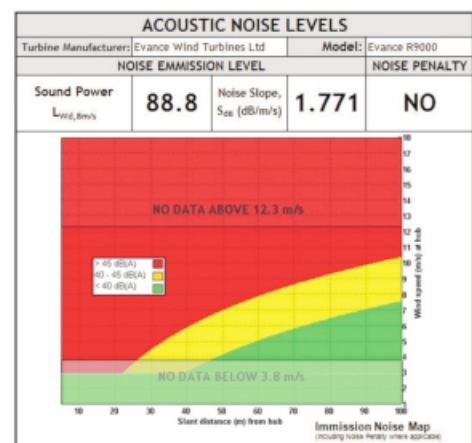 ACOUSTIC NOISE LEVELS
Turbine Manufacturer: Evance Wind Turbines Ltd Model: Evance R9000
NOISE EMMISSION LEVEL NOISE PENALTY
Sound Power
LWd,8m/s
88.8
Noise Slope,
SdB (dB/m/s)
1.771
NO
NO DATA ABOVE 12.3 m/s
> 45 dB(A)
40 - 45 dB(A)
< 40 dB(A)
NO DATA BELOW 3.8 m/s
18
17
16
15
14
13
12
11
10
9
8
7
6
5
4
3
2
Wind speed (m/s) at hub
10 20 30 40 50 60 70 80 90 100
Slant distance (m) from hub
Immission Noise Map
(Including Noise Penalty where applicable)